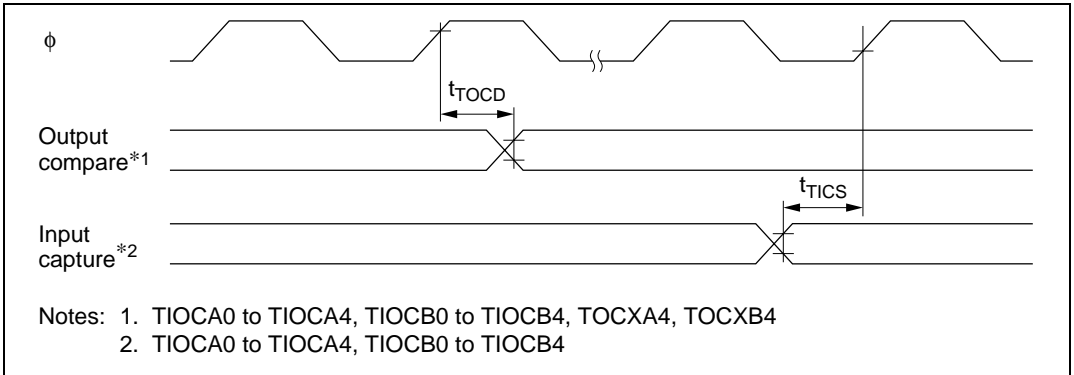 ϕ
tTOCD
Output
compare*1
tTICS
Input
capture*2
Notes: 1. TIOCA0 to TIOCA4, TIOCB0 to TIOCB4, TOCXA4, TOCXB4
2. TIOCA0 to TIOCA4, TIOCB0 to TIOCB4